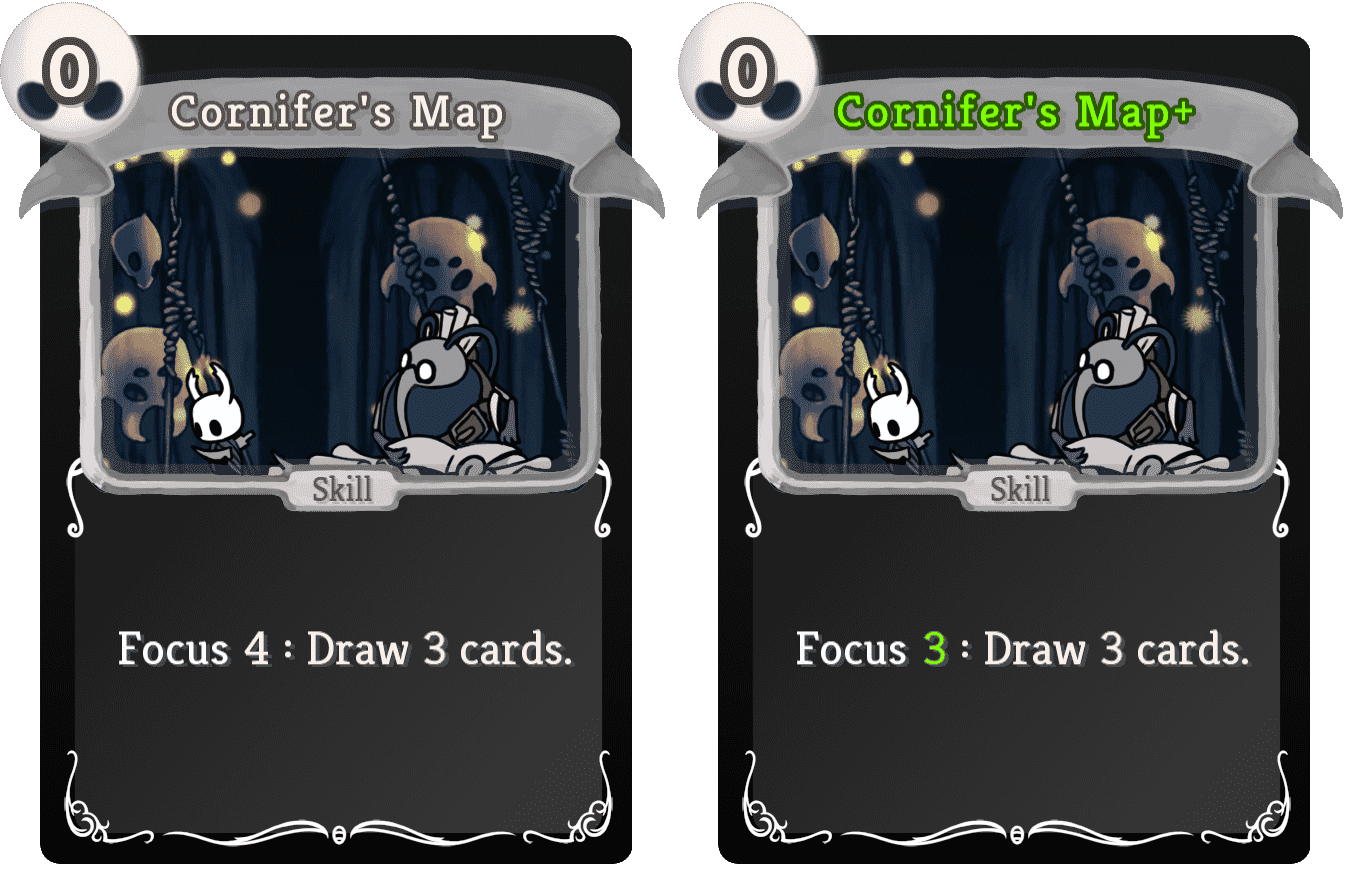 0
Cornifer's Map
Skill
Focus 4 : Draw 3 cards.
0
Cornifer's Map+
Skill
Focus 3 : Draw 3 cards.